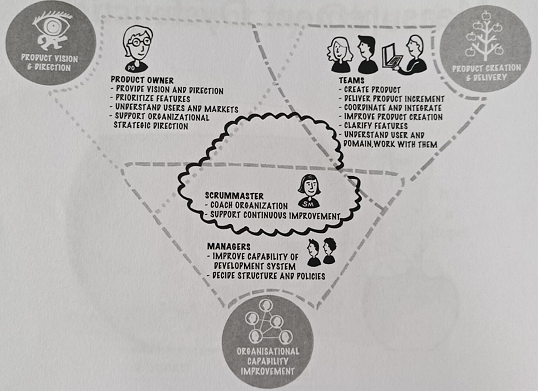 PRODUCT VISION
& DIRECTION
PO
PRODUCT OWNER
- PROVIDE VISION AND DIRECTION
- PRIORITIZE FEATURES
- UNDERSTAND USERS AND MARKETS
- SUPPORT ORGANIZATIONAL
STRATEGIC DIRECTION
TEAMS
- CREATE PRODUCT
- DELIVER PRODUCT INCREMENT
- COORDINATE AND INTEGRATE
- IMPROVE PRODUCT CREATION
- CLARIFY FEATURES
- UNDERSTAND USER AND
DOMAIN, WORK WITH THEM
PRODUCT CREATION
& DELIVERY
SCRUMMASTER
- COACH ORGANIZATION
- SUPPORT CONTINUOUS IMPROVEMENT
SM
MANAGERS
- IMPROVE CAPABILITY OF
DEVELOPMENT SYSTEM
- DECIDE STRUCTURE AND POLICIES
ORGANISATIONAL
CAPABILITY
IMPROVEMENT